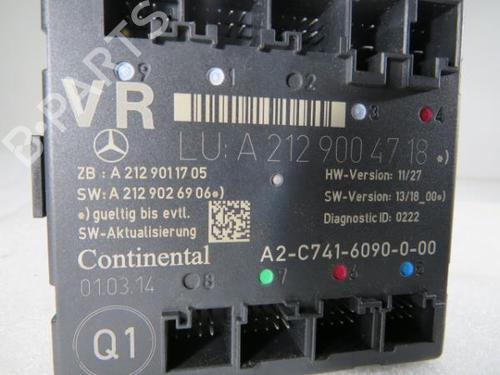 B-PARTS
9 1 2
VR
3 4
LU: A 212 900 47 18 *)
ZB : A 212 901 17 05
HW-Version: 11/27
SW: A 212 902 69 06*)
SW-Version: 13/18_00*)
*) gueltig bis evtl.
Diagnostic ID: 0222
SW-Aktualisierung
Continental
A2-C741-6090-0-00
01.03.14
8 7 6 5
Q1